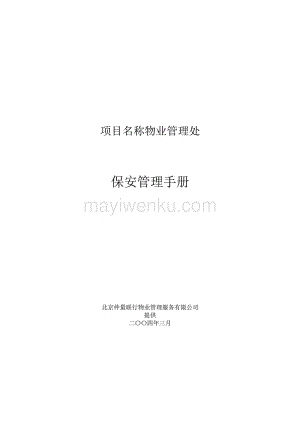 项目名称物业管理处
保安管理手册
mayiwenku.com
北京仲量联行物业管理服务有限公司
提供
二〇〇四年三月